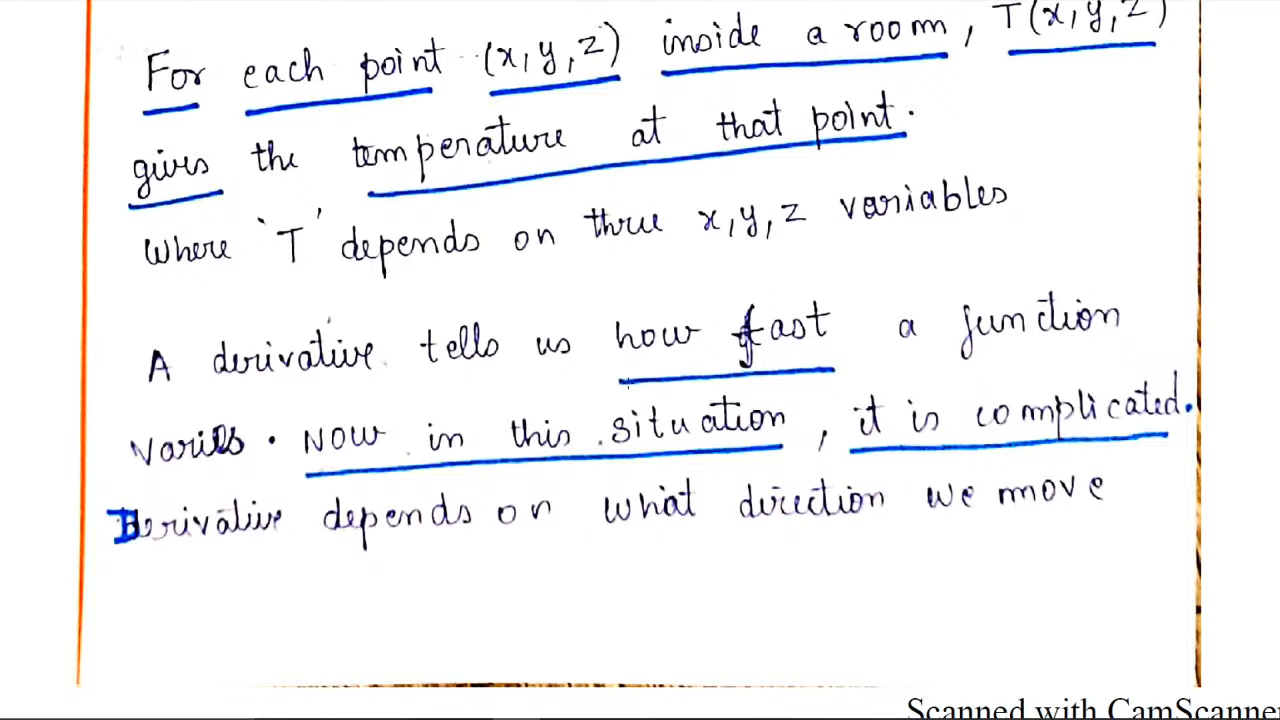 For each point (x, y, z) inside a room, T(x, y, z)
gives the temperature at that point.
Where 'T' depends on three x, y, z variables
A derivative tells us how fast a function
varies. Now in this situation, it is complicated.
Derivative depends on what direction we move
Scanned with CamScanner